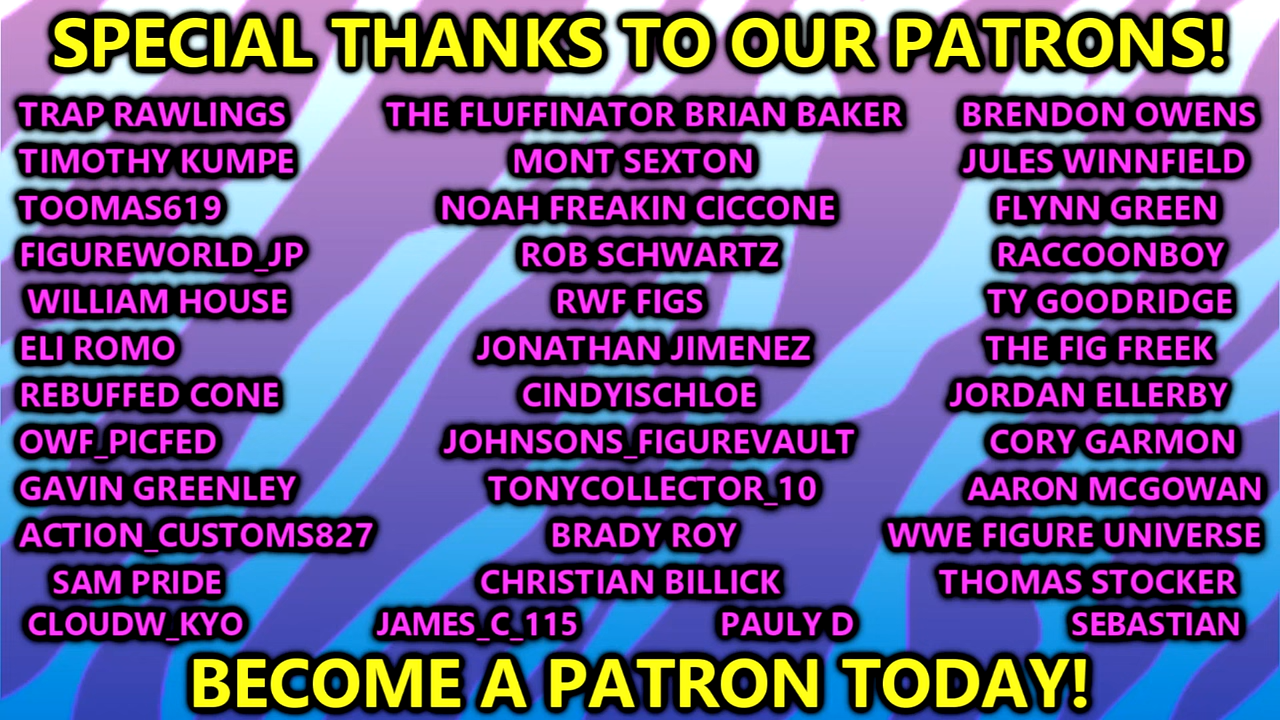 SPECIAL THANKS TO OUR PATRONS!
TRAP RAWLINGS THE FLUFFINATOR BRIAN BAKER BRENDON OWENS
TIMOTHY KUMPE MONT SEXTON JULES WINNFIELD
TOOMAS619 NOAH FREAKIN CICCONE FLYNN GREEN
FIGUREWORLD_JP ROB SCHWARTZ RACCOONBOY
WILLIAM HOUSE RWF FIGS TY GOODRIDGE
ELI ROMO JONATHAN JIMENEZ THE FIG FREEK
REBUFFED CONE CINDYISCHLOE JORDAN ELLERBY
OWF_PICFED JOHNSONS_FIGUREVAULT CORY GARMON
GAVIN GREENLEY TONYCOLLECTOR_10 AARON MCGOWAN
ACTION_CUSTOMS827 BRADY ROY WWE FIGURE UNIVERSE
SAM PRIDE CHRISTIAN BILLICK THOMAS STOCKER
CLOUDW_KYO JAMES_C_115 PAULY D SEBASTIAN
BECOME A PATRON TODAY!